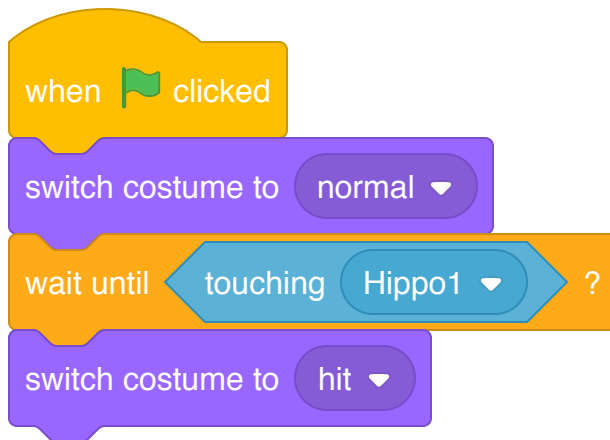 when clicked
switch costume to normal
wait until touching Hippo1 ?
switch costume to hit